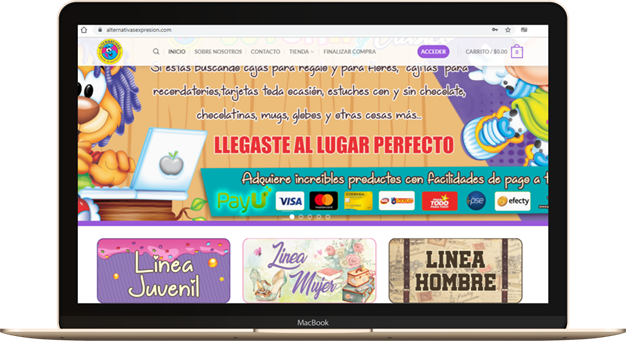 alternativasexpresion.com
INICIO SOBRE NOSOTROS CONTACTO TIENDA FINALIZAR COMPRA ACCEDER CARRITO / $0.00 0
Si estás buscando cajas para regalo y para flores, cajitas para
recordatorios,tarjetas toda ocasión, estuches con y sin chocolate,
chocolatinas, mugs, globos y otras cosas más...
LLEGASTE AL LUGAR PERFECTO
Adquiere increibles productos con facilidades de pago a t
PayU VISA pse efecty
Linea
Juvenil
Linea
Mujer
LINEA
HOMBRE
MacBook